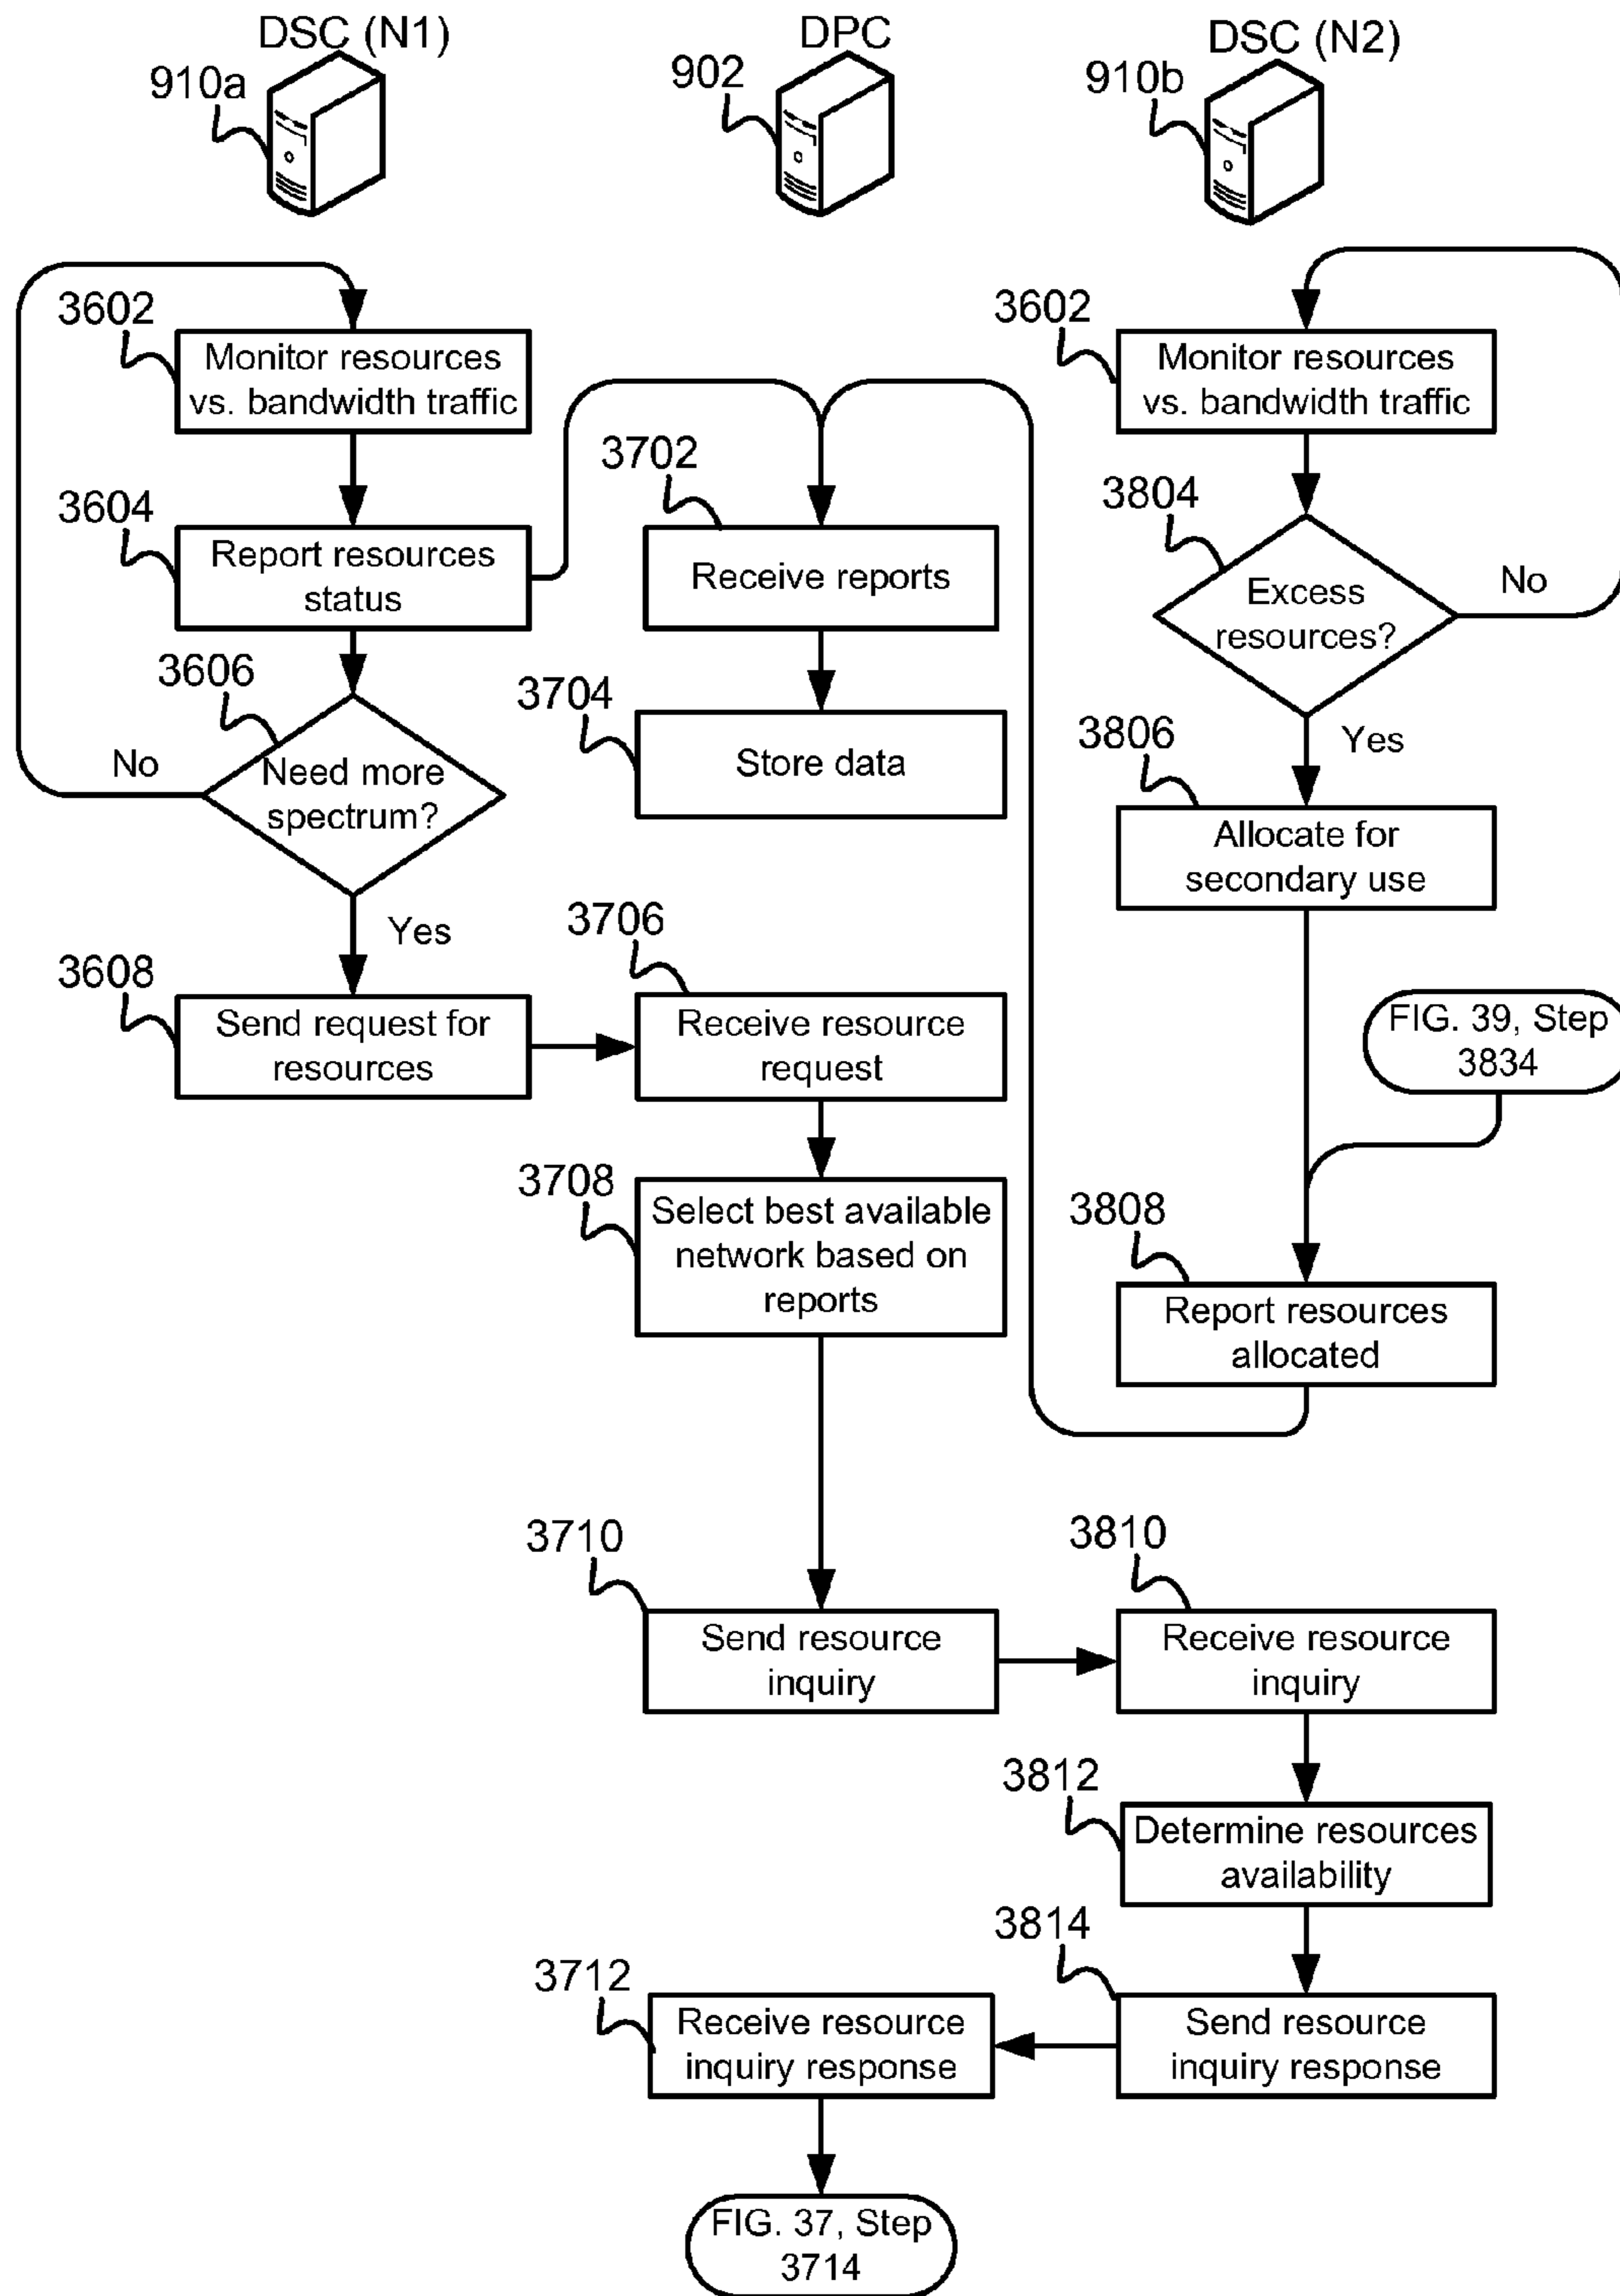 DSC (N1)
DPC
DSC (N2)
910a
902
910b
3602
Monitor resources
vs. bandwidth traffic
3602
Monitor resources
vs. bandwidth traffic
3604
Report resources
status
3702
Receive reports
3804
Excess
resources?
No
Yes
3606
Need more
spectrum?
No
Yes
3704
Store data
3806
Allocate for
secondary use
3608
Send request for
resources
3706
Receive resource
request
FIG. 39, Step
3834
3708
Select best available
network based on
reports
3808
Report resources
allocated
3710
Send resource
inquiry
3810
Receive resource
inquiry
3812
Determine resources
availability
3814
Send resource
inquiry response
3712
Receive resource
inquiry response
FIG. 37, Step
3714